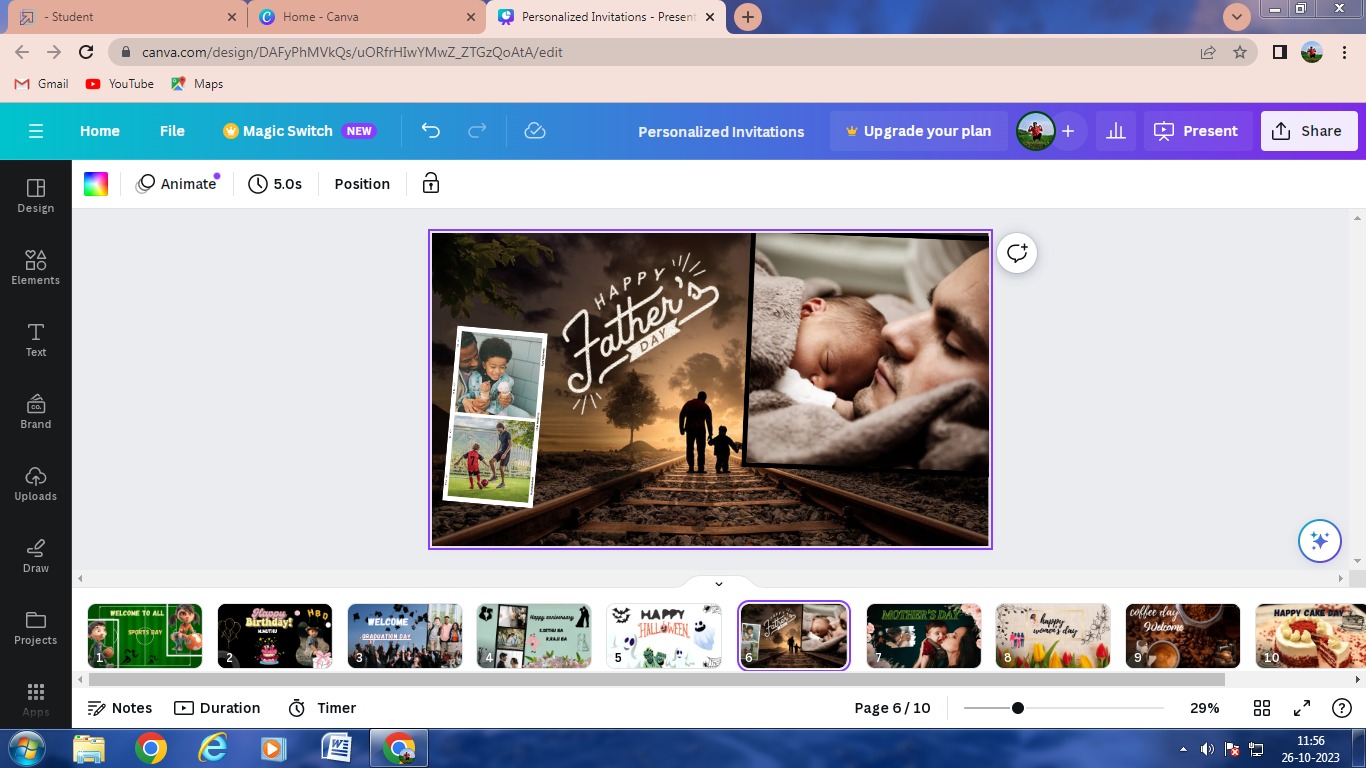 - Student
Home - Canva
Personalized Invitations - Present
canva.com/design/DAFyPhMVkQs/uORfrHIwYMwZ_ZTGzQoAtA/edit
Gmail
YouTube
Maps
Home
File
Magic Switch
NEW
Personalized Invitations
Upgrade your plan
Present
Share
Animate
5.0s
Position
Design
Elements
Text
Brand
Uploads
Draw
Projects
Apps
HAPPY
Father's
DAY
WELCOME TO ALL
SPORTS DAY
1
Happy
Birthday!
HBD
2
WELCOME
GRADUATION DAY
3
Happy anniversary
4
HAPPY
HALLOWEEN
5
6
MOTHER'S DAY
7
happy
women's day
8
coffee day
Welcome
9
HAPPY CAKE DAY
10
Notes
Duration
Timer
Page 6 / 10
29%
11:56
26-10-2023